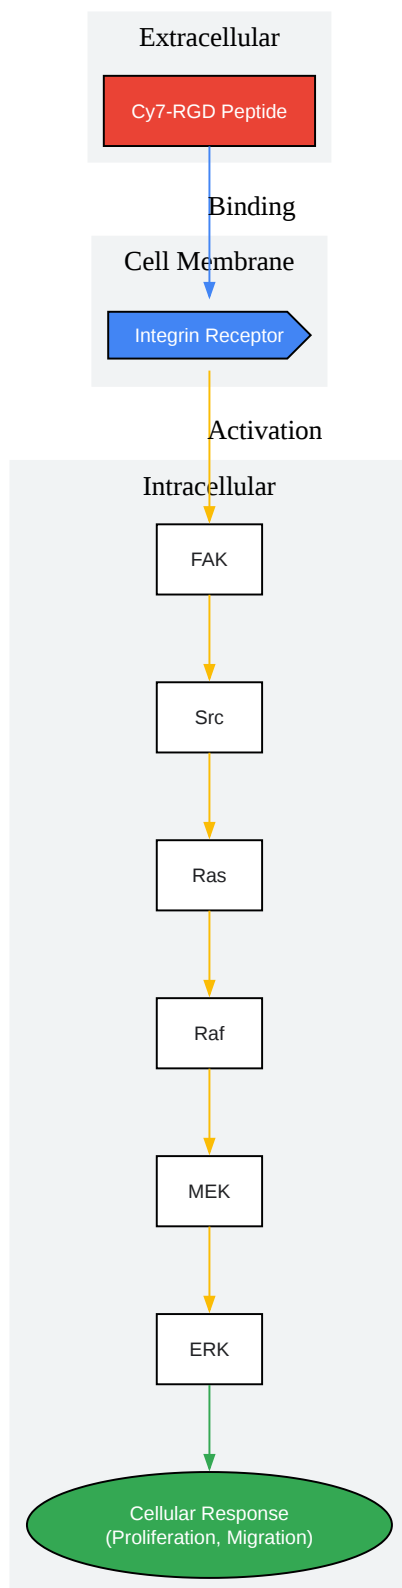 Extracellular
Cy7-RGD Peptide
Binding
Cell Membrane
Integrin Receptor
Activation
Intracellular
FAK
Src
Ras
Raf
MEK
ERK
Cellular Response
(Proliferation, Migration)